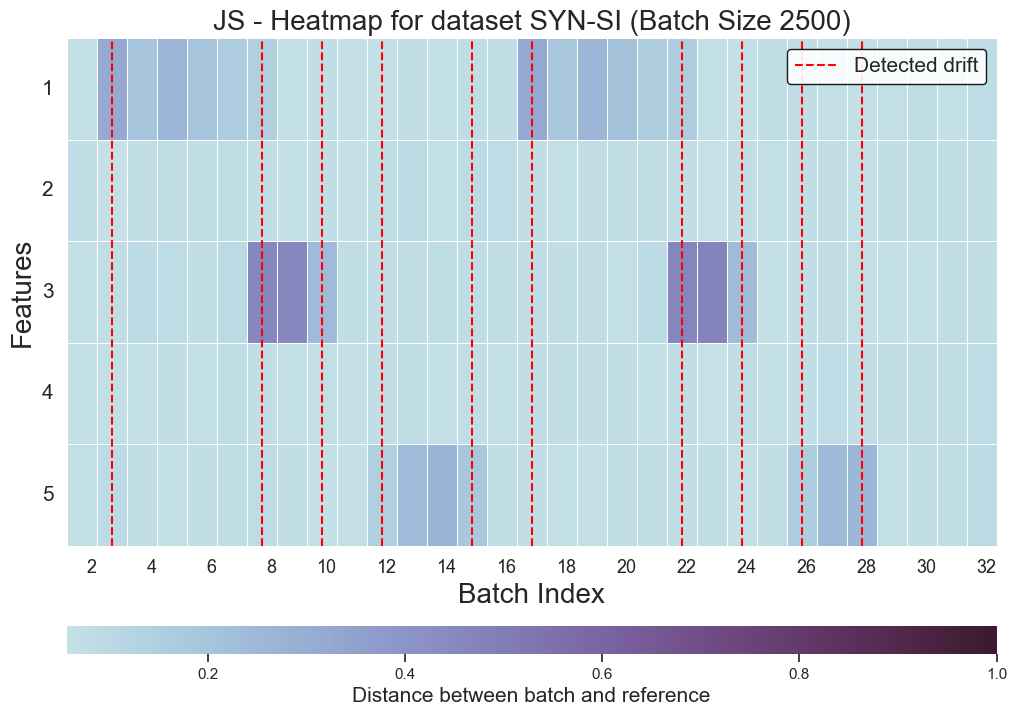 JS - Heatmap for dataset SYN-SI (Batch Size 2500)
Detected drift
Features
1
2
3
4
5
2 4 6 8 10 12 14 16 18 20 22 24 26 28 30 32
Batch Index
0.2 0.4 0.6 0.8 1.0
Distance between batch and reference